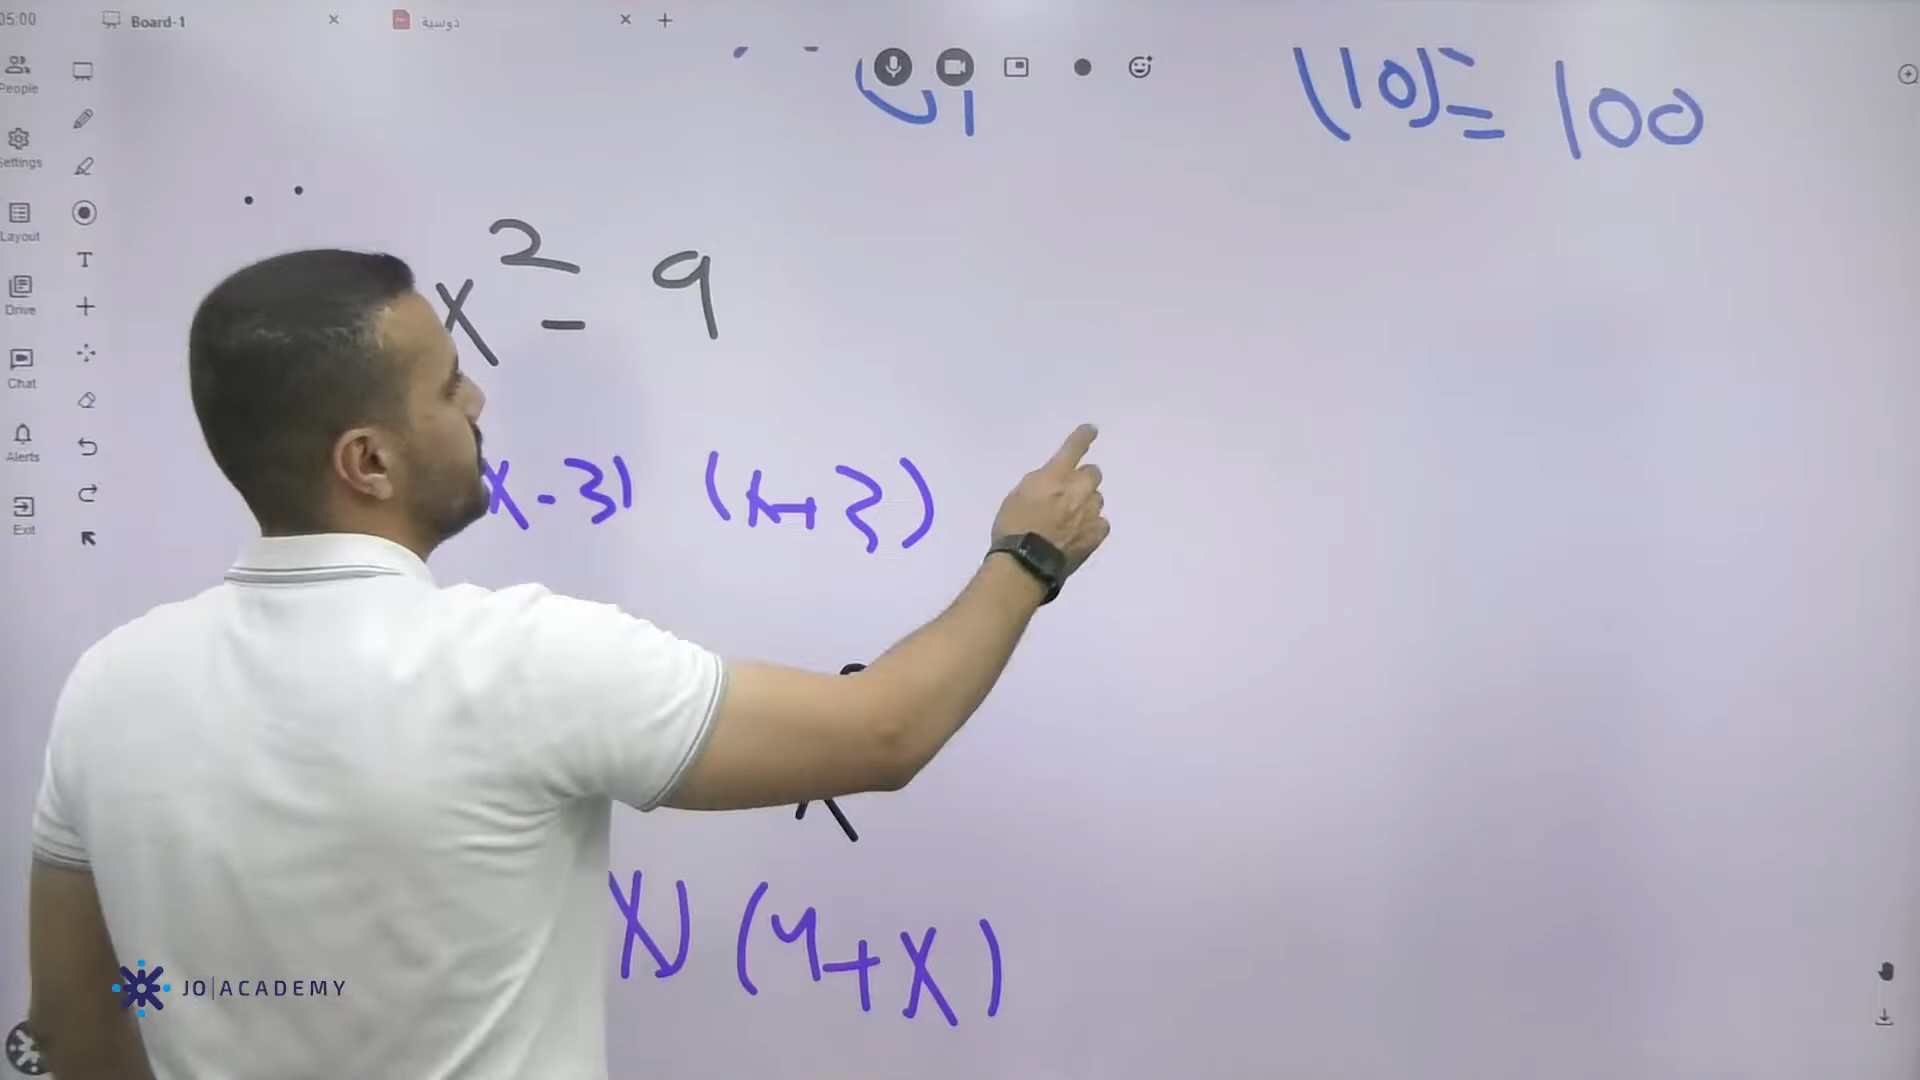 05:00 Board-1 دوسية
People
Settings
Layout
Drive
Chat
Alerts
Exit
T
(10)² = 100
x² - 9
x - 3) (x + 3)
x) (4 + x)
JO|ACADEMY